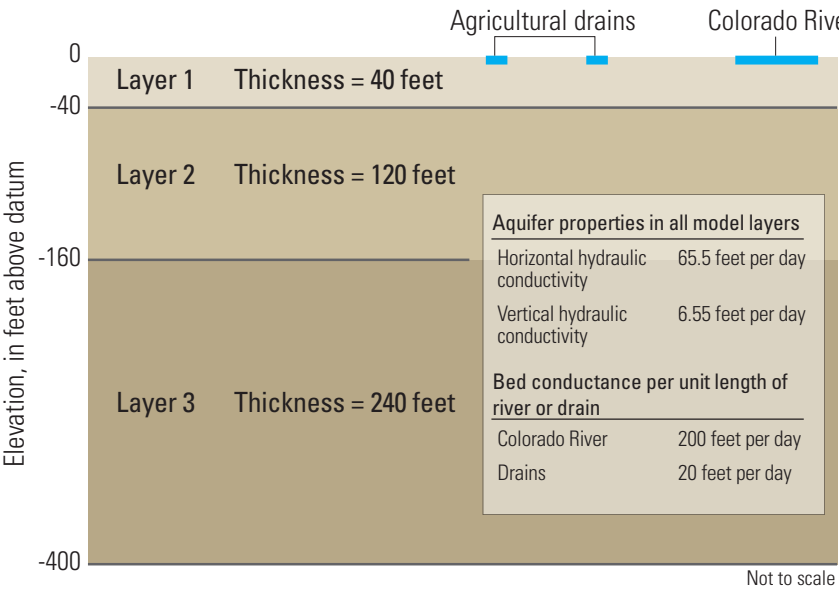 Agricultural drains
Colorado Rive
0
Layer 1 Thickness = 40 feet
-40
Layer 2 Thickness = 120 feet
Elevation, in feet above datum
-160
Aquifer properties in all model layers
Horizontal hydraulic 65.5 feet per day
conductivity
Vertical hydraulic 6.55 feet per day
conductivity
Bed conductance per unit length of
river or drain
Colorado River 200 feet per day
Drains 20 feet per day
Layer 3 Thickness = 240 feet
-400
Not to scale